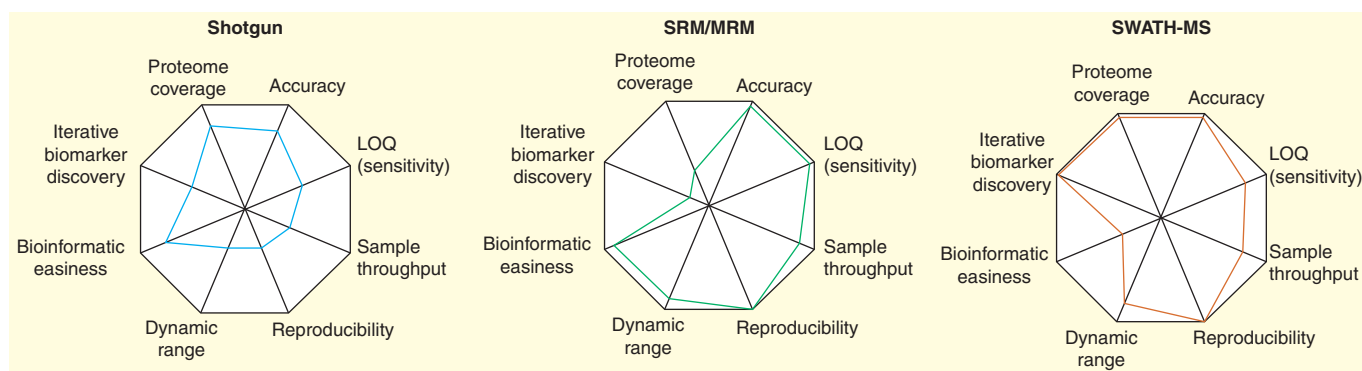 Shotgun
Proteome
coverage
Accuracy
LOQ
(sensitivity)
Sample
throughput
Reproducibility
Dynamic
range
Bioinformatic
easiness
Iterative
biomarker
discovery
SRM/MRM
Proteome
coverage
Accuracy
LOQ
(sensitivity)
Sample
throughput
Reproducibility
Dynamic
range
Bioinformatic
easiness
Iterative
biomarker
discovery
SWATH-MS
Proteome
coverage
Accuracy
LOQ
(sensitivity)
Sample
throughput
Reproducibility
Dynamic
range
Bioinformatic
easiness
Iterative
biomarker
discovery